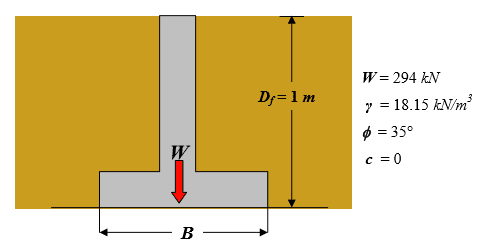 W = 294 kN
D_f = 1 m
γ = 18.15 kN/m³
ϕ = 35°
W
c = 0
B